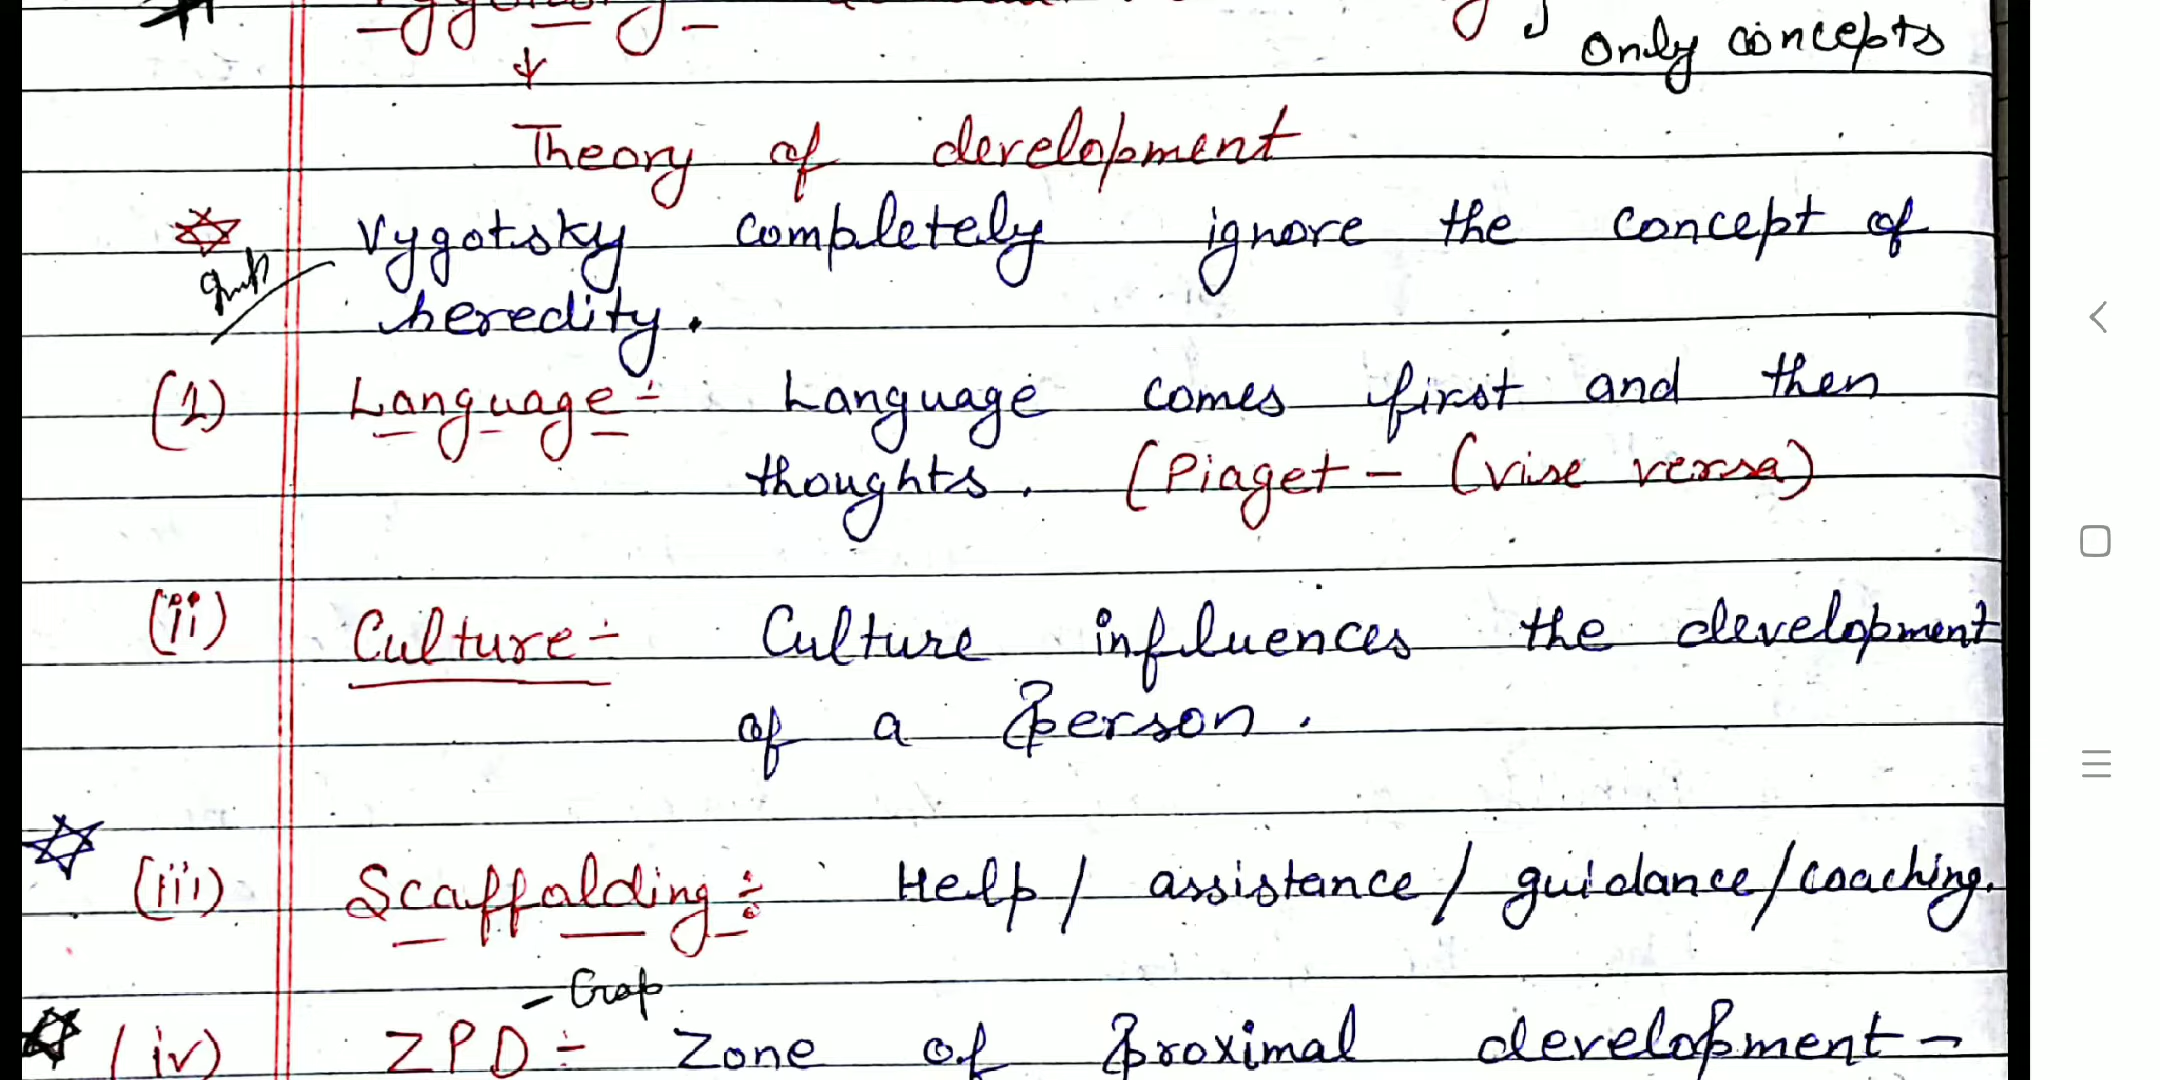 only concepts
Theory of development
Vygotsky completely ignore the concept of
heredity.
(1) Language÷ Language comes first and then
thoughts. (Piaget - (vise versa)
(ii) Culture÷ Culture influences the development
of a person.
(iii) Scaffolding÷ Help/ assistance/ guidance/coaching.
- Gap
(iv) ZPD÷ Zone of Proximal development-